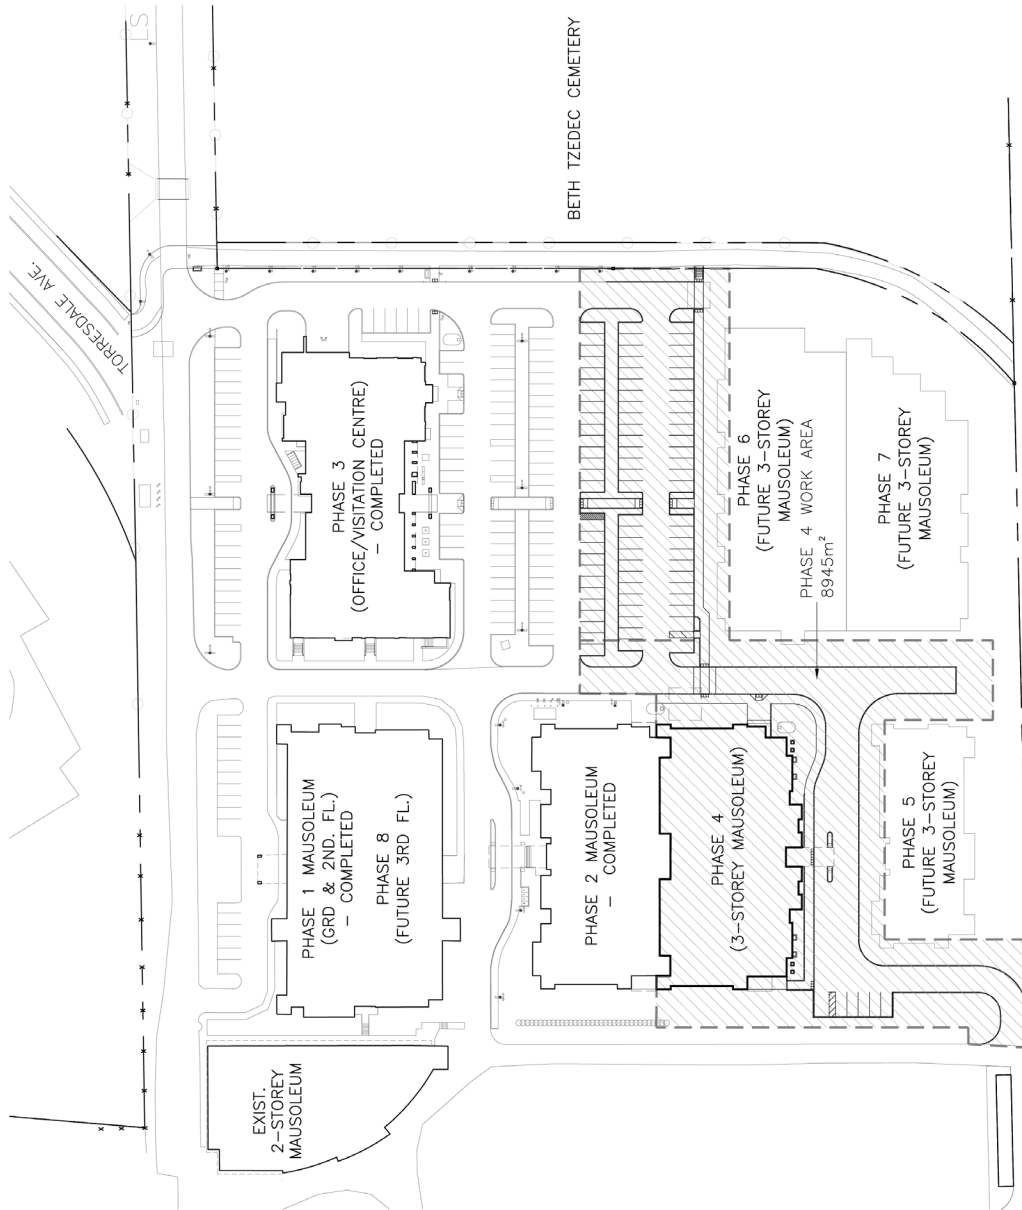 LS
TORRESDALE AVE.
BETH TZEDEC CEMETERY
PHASE 3
(OFFICE/VISITATION CENTRE)
– COMPLETED
PHASE 6
(FUTURE 3–STOREY
MAUSOLEUM)
PHASE 4 WORK AREA
8945m²
PHASE 7
(FUTURE 3–STOREY
MAUSOLEUM)
PHASE 1 MAUSOLEUM
(GRD & 2ND. FL.)
– COMPLETED
PHASE 8
(FUTURE 3RD FL.)
PHASE 2 MAUSOLEUM
– COMPLETED
PHASE 4
(3–STOREY MAUSOLEUM)
PHASE 5
(FUTURE 3–STOREY
MAUSOLEUM)
EXIST.
2–STOREY
MAUSOLEUM